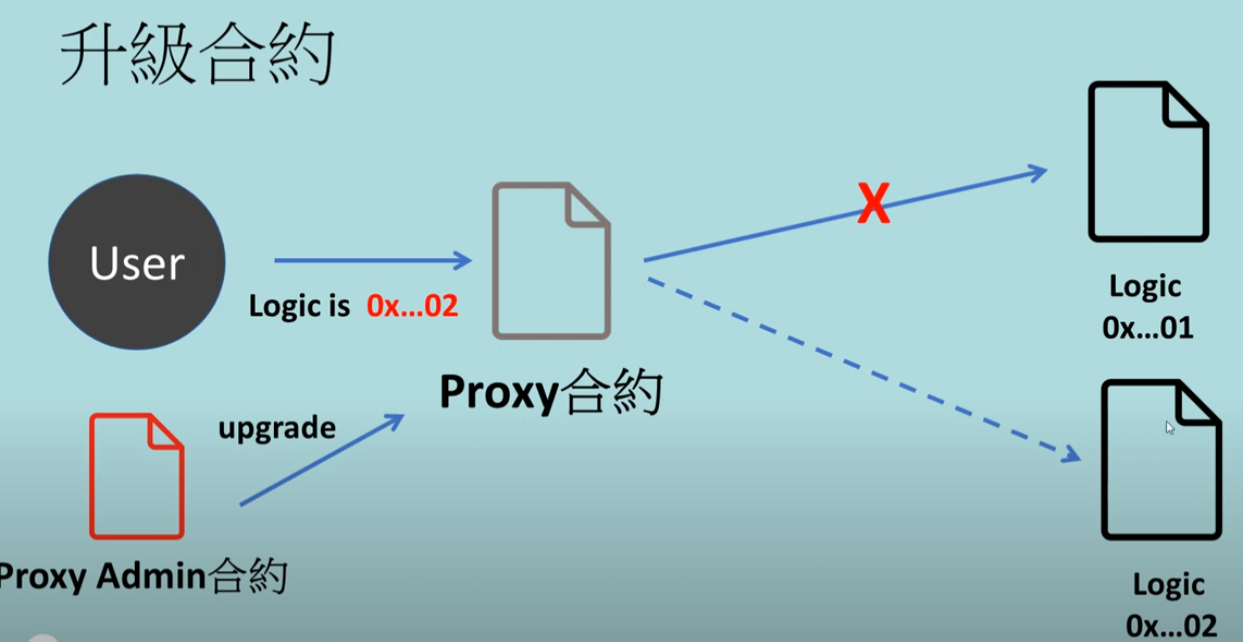 升級合約
User
Logic is 0x...02
X
Proxy合約
Logic
0x...01
upgrade
Proxy Admin合約
Logic
0x...02